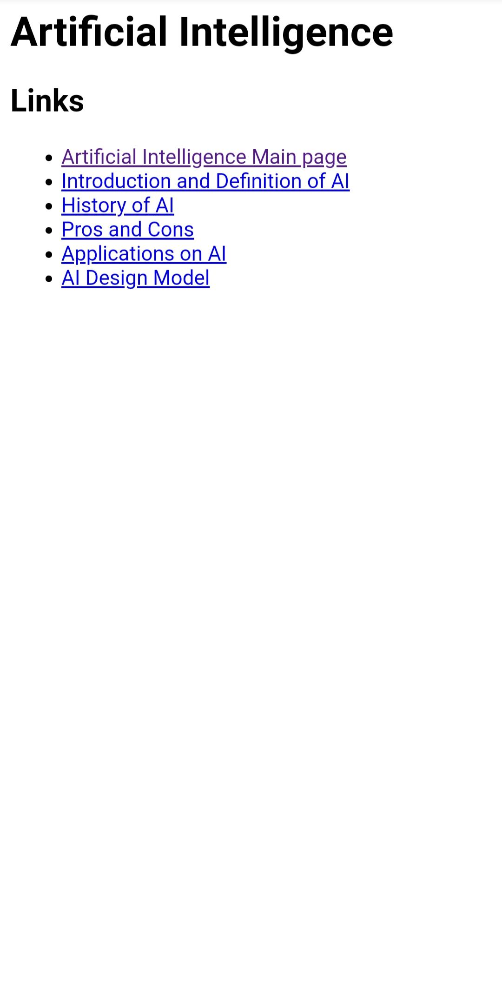 Artificial Intelligence
Links
Artificial Intelligence Main page
Introduction and Definition of AI
History of AI
Pros and Cons
Applications on AI
AI Design Model